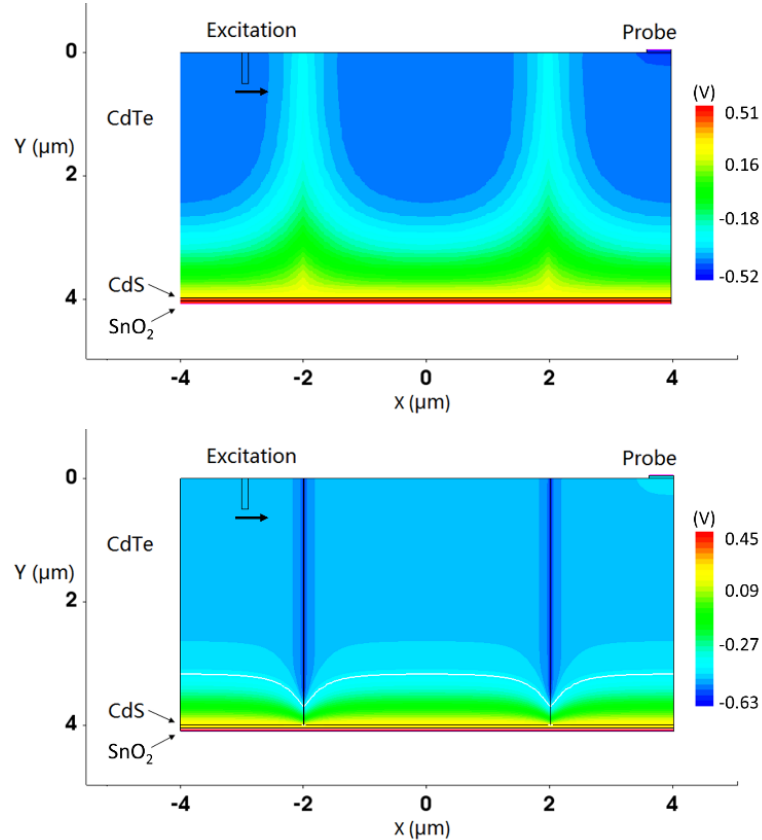 Excitation Probe
0
CdTe (V)
0.51
Y (μm) 2 0.16
-0.18
CdS -0.52
4
SnO₂
-4 -2 0 2 4
X (μm)
Excitation Probe
0
CdTe (V)
0.45
Y (μm) 2 0.09
-0.27
CdS -0.63
4
SnO₂
-4 -2 0 2 4
X (μm)